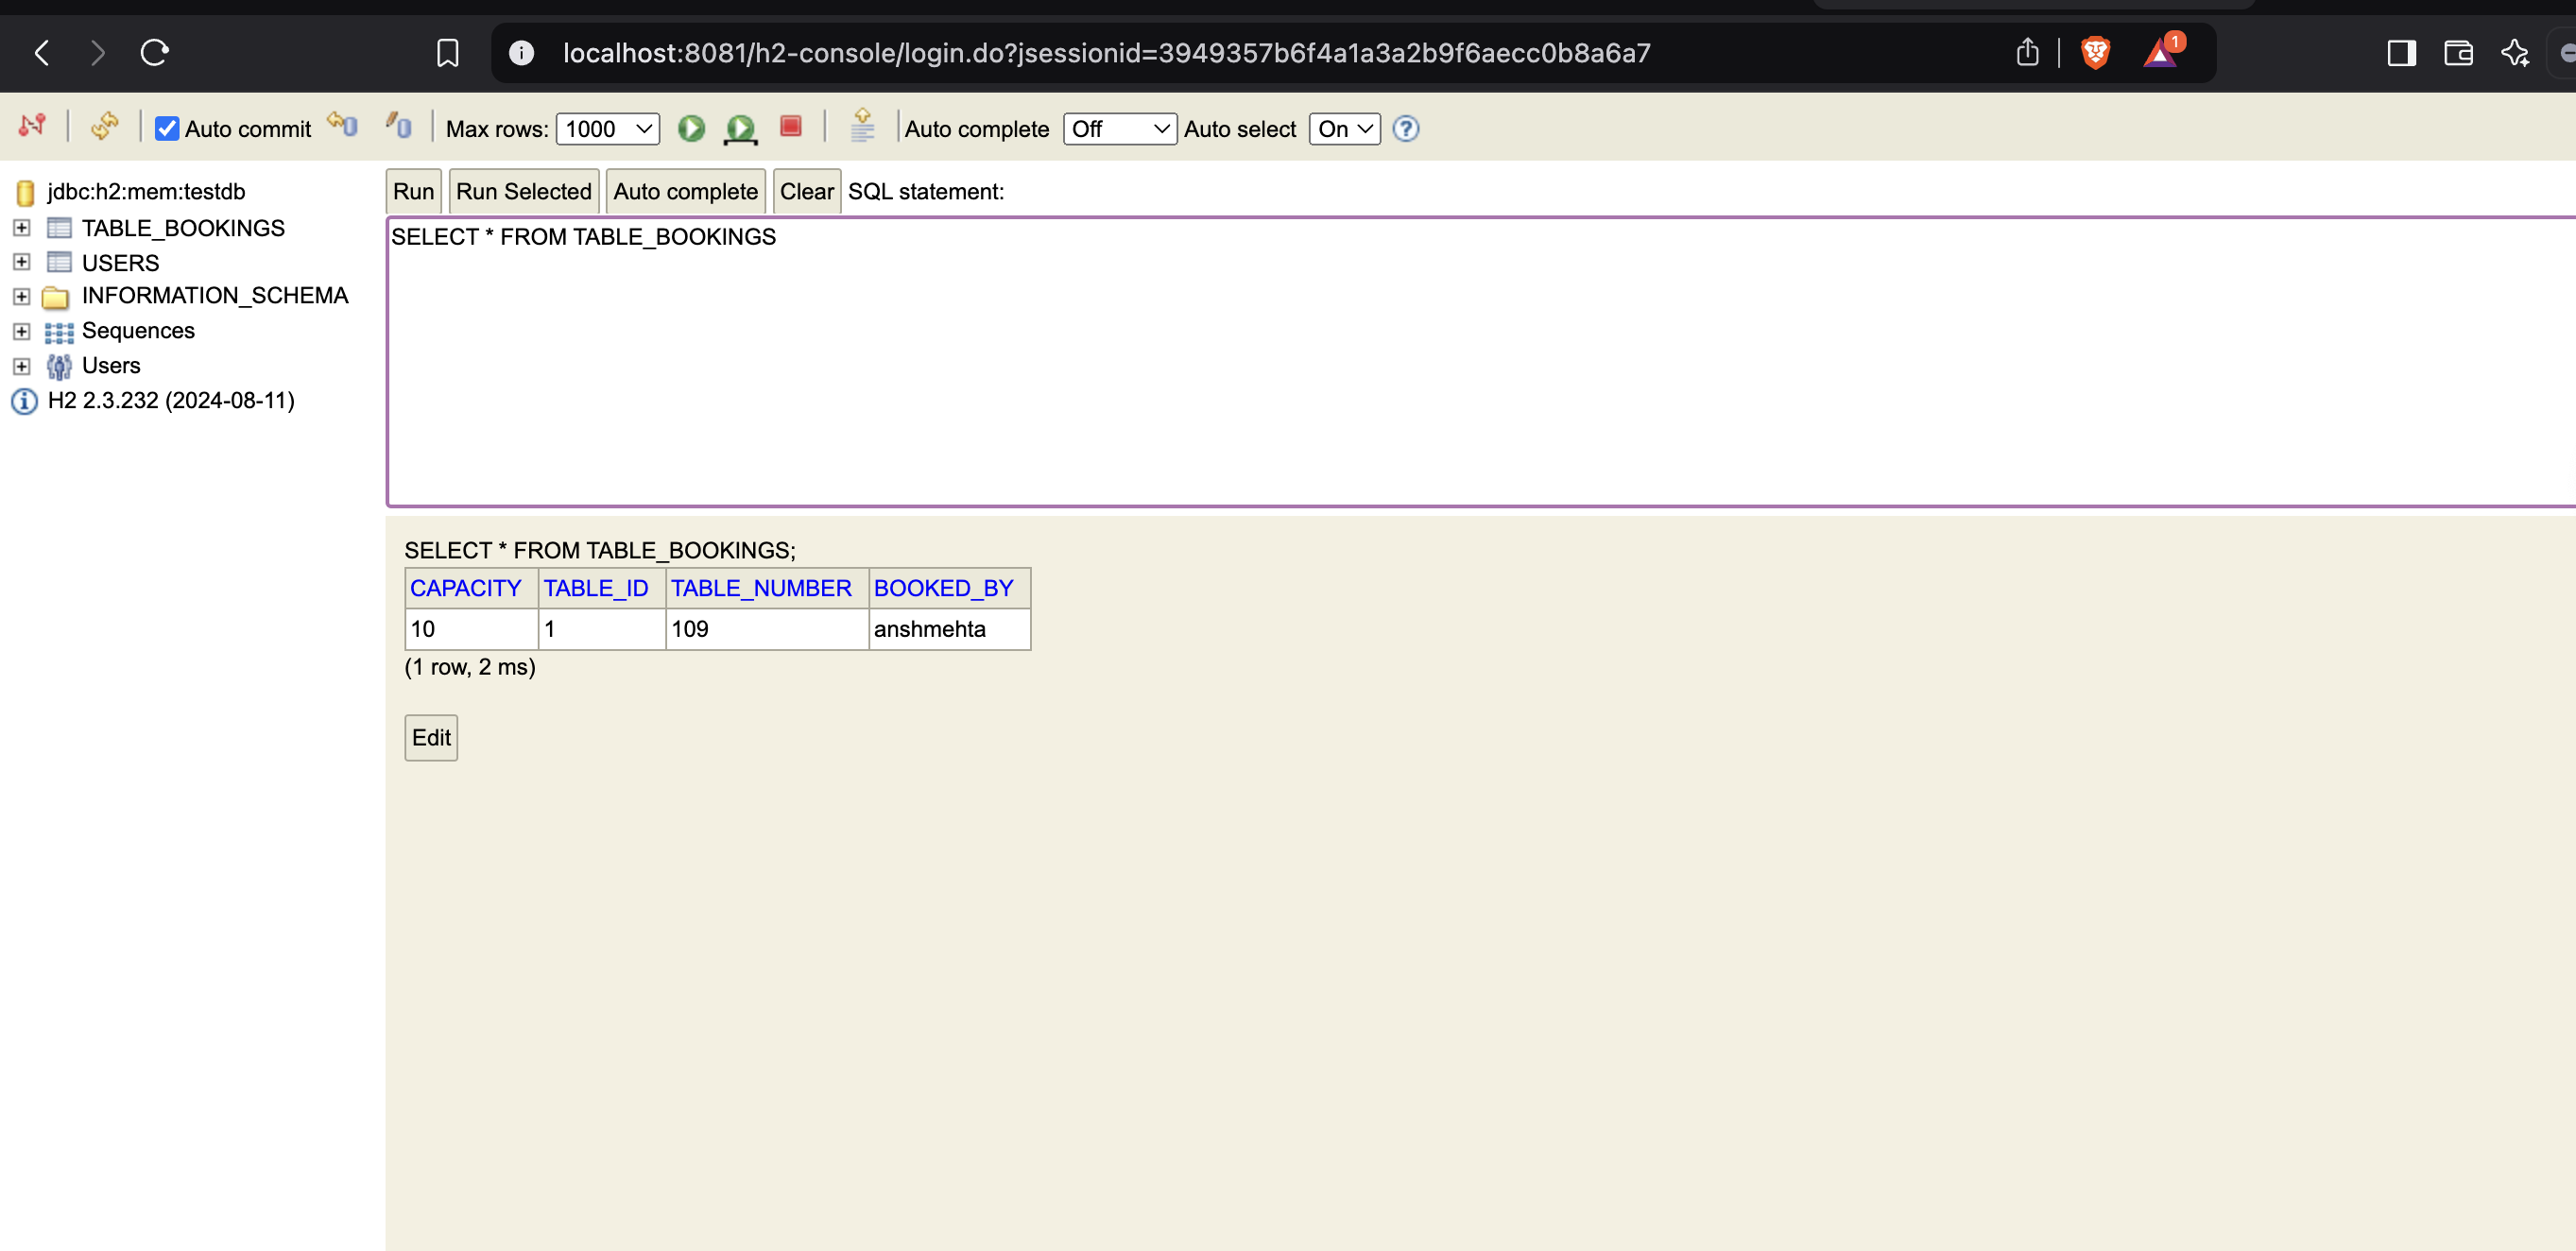 localhost:8081/h2-console/login.do?jsessionid=3949357b6f4a1a3a2b9f6aecc0b8a6a7
1
Auto commit Max rows: 1000 Auto complete Off Auto select On
jdbc:h2:mem:testdb
TABLE_BOOKINGS
USERS
INFORMATION_SCHEMA
Sequences
Users
H2 2.3.232 (2024-08-11)
Run Run Selected Auto complete Clear SQL statement:
SELECT * FROM TABLE_BOOKINGS
SELECT * FROM TABLE_BOOKINGS;
CAPACITY TABLE_ID TABLE_NUMBER BOOKED_BY
10 1 109 anshmehta
(1 row, 2 ms)
Edit